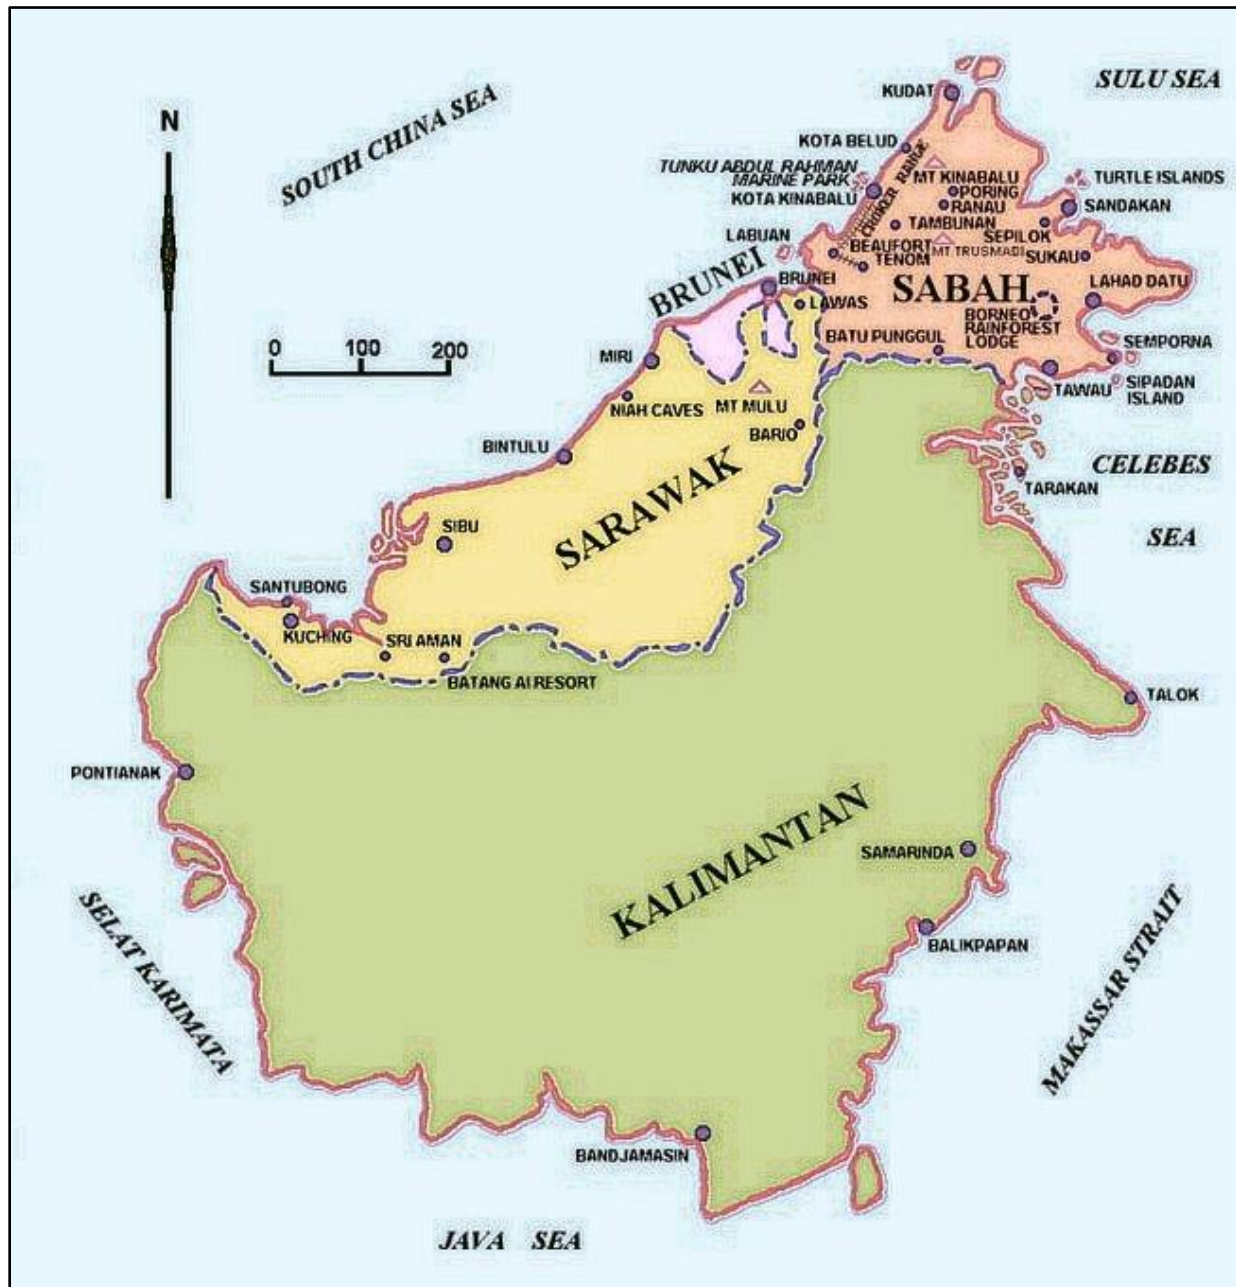 SULU SEA
KUDAT
N
SOUTH CHINA SEA
KOTA BELUD
TUNKU ABDUL RAHMAN
MARINE PARK
KOTA KINABALU
CROKER RANGE
MT KINABALU
PORING
RANAU
TURTLE ISLANDS
SANDAKAN
TAMBUNAN
SEPILOK
LABUAN
BEAUFORT
TENOM
MT TRUSMADI
SUKAU
BRUNEI
BRUNEI
LAWAS
SABAH
LAHAD DATU
BORNEO
RAINFOREST
LODGE
BATU PUNGGUL
SEMPORNA
0 100 200
MIRI
TAWAU
SIPADAN
ISLAND
NIAH CAVES
MT MULU
BARIO
BINTULU
SARAWAK
CELEBES
SEA
TARAKAN
SIBU
SANTUBONG
KUCHING
SRI AMAN
BATANG AI RESORT
TALOK
PONTIANAK
KALIMANTAN
SAMARINDA
BALIKPAPAN
SELAT KARIMATA
MAKASSAR STRAIT
BANDJAMASIN
JAVA SEA